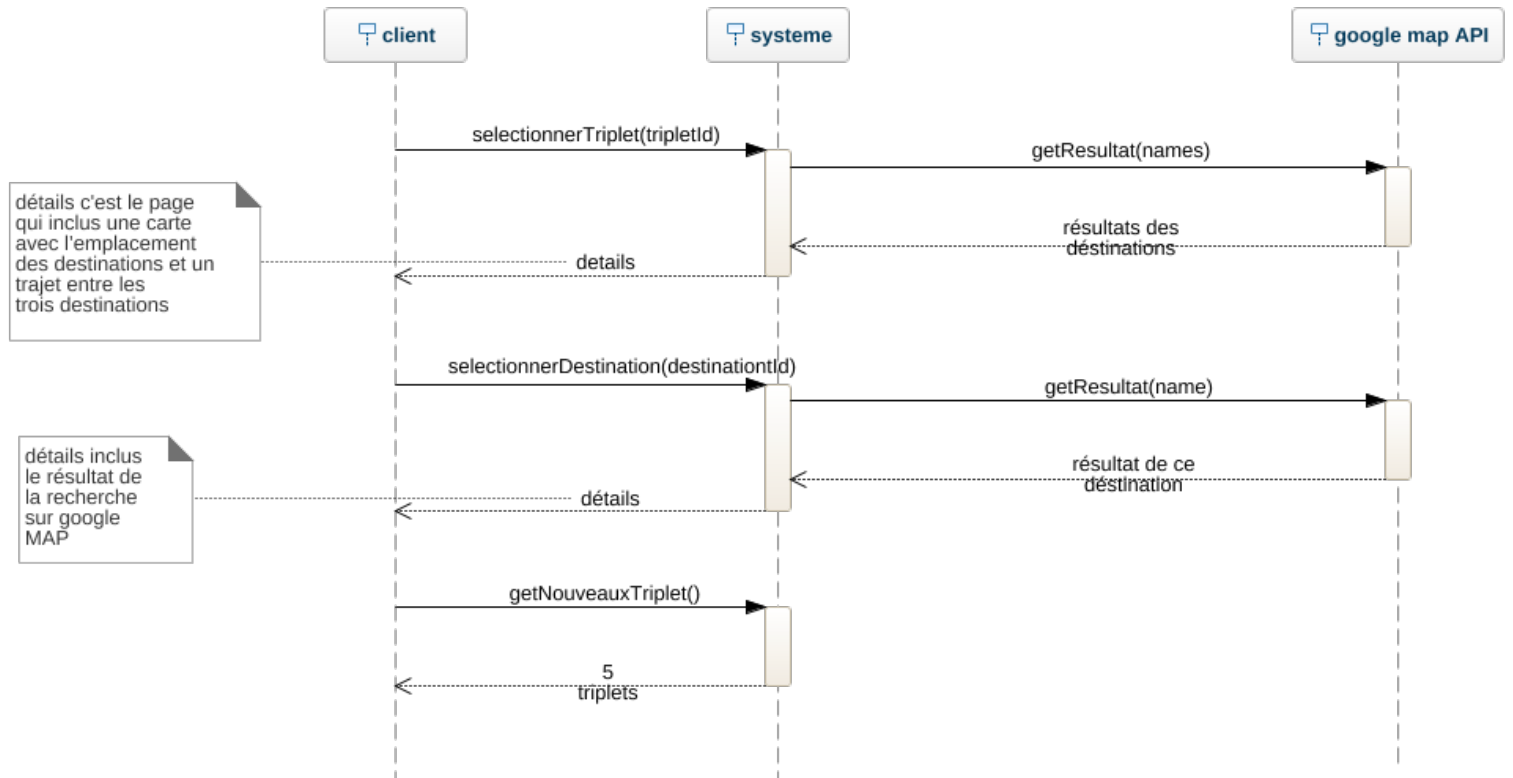 client
systeme
google map API
selectionnerTriplet(tripletId)
getResultat(names)
détails c'est le page
qui inclus une carte
avec l'emplacement
des destinations et un
trajet entre les
trois destinations
résultats des
déstinations
details
selectionnerDestination(destinationtId)
getResultat(name)
détails inclus
le résultat de
la recherche
sur google
MAP
résultat de ce
déstination
détails
getNouveauxTriplet()
5
triplets